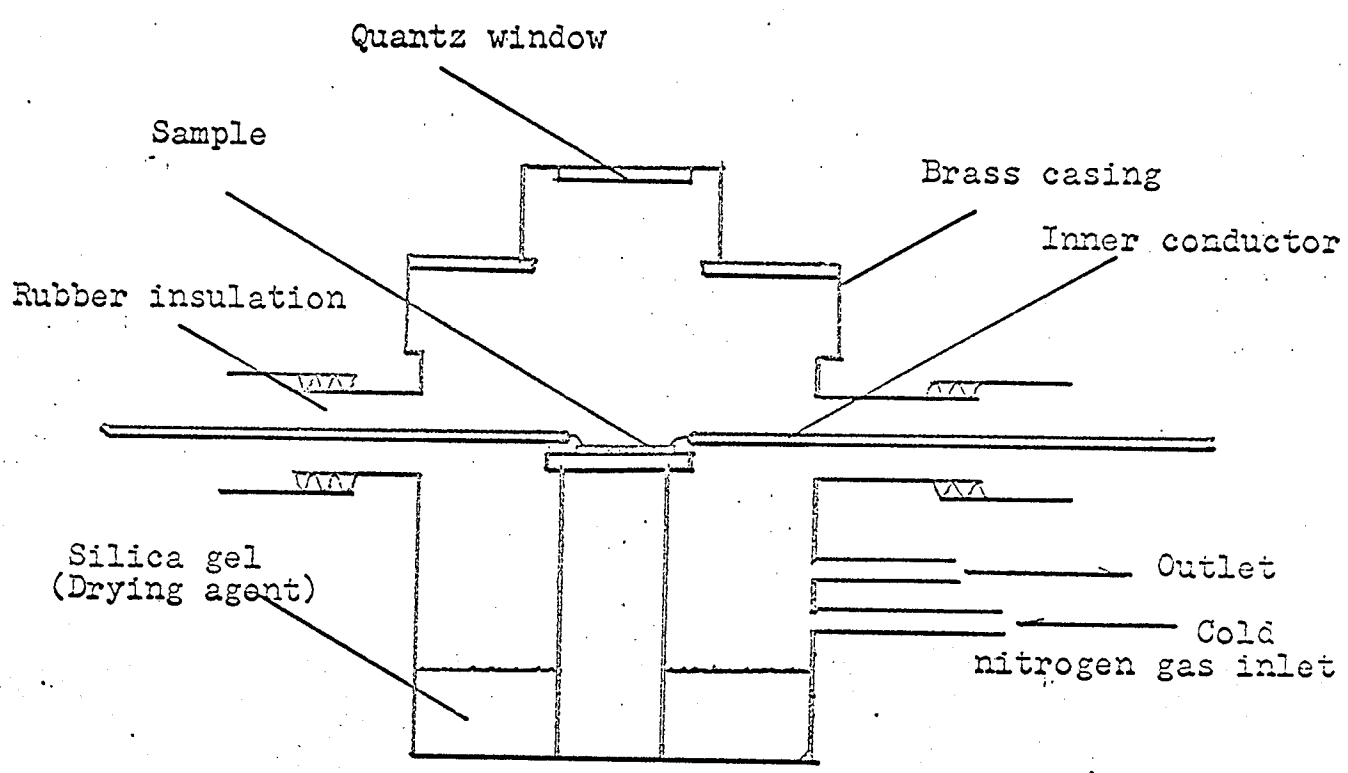 Quantz window
Sample
Brass casing
Inner conductor
Rubber insulation
Silica gel
(Drying agent)
Outlet
Cold
nitrogen gas inlet